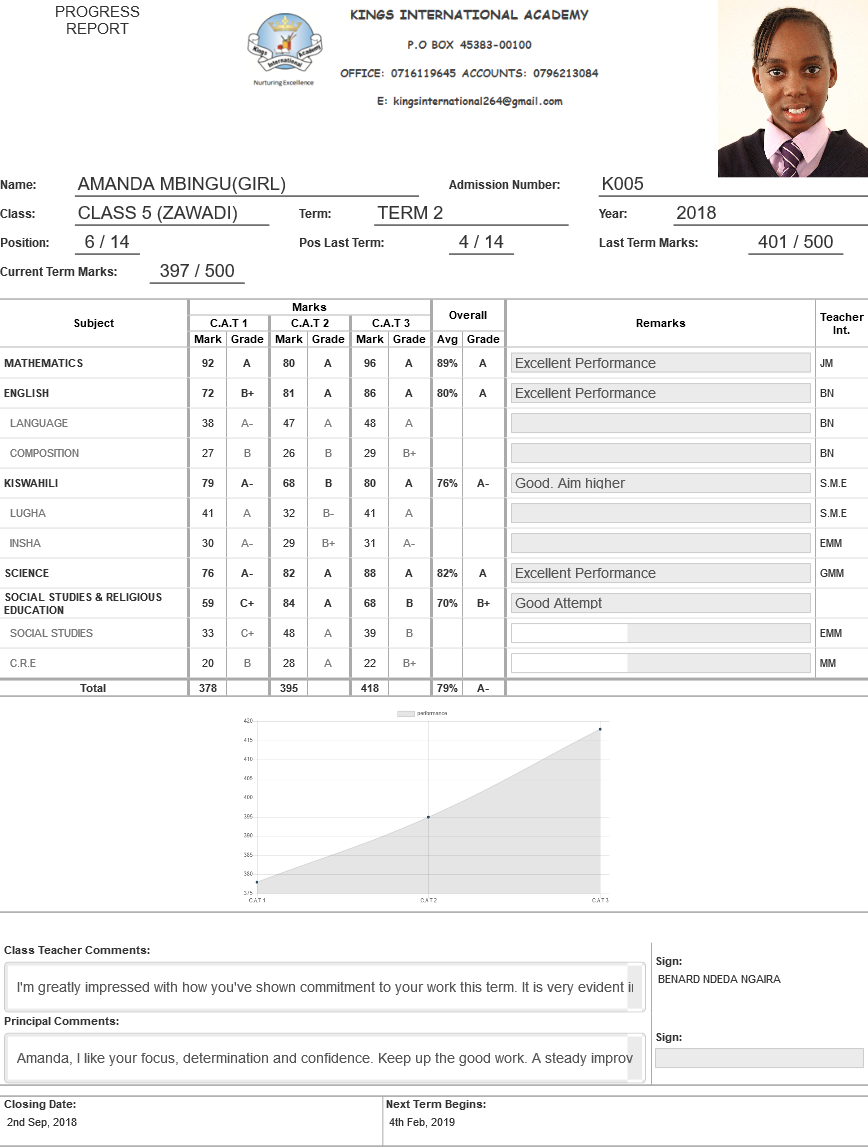 PROGRESS
REPORT
KINGS INTERNATIONAL ACADEMY
P.O BOX 45383-00100
OFFICE: 0716119645 ACCOUNTS: 0796213084
E: kingsinternational264@gmail.com
Kings Academy
International
Nurturing Excellence
Name: AMANDA MBINGU(GIRL) Admission Number: K005
Class: CLASS 5 (ZAWADI) Term: TERM 2 Year: 2018
Position: 6 / 14 Pos Last Term: 4 / 14 Last Term Marks: 401 / 500
Current Term Marks: 397 / 500
Subject Marks Overall Remarks Teacher Int.
C.A.T 1 C.A.T 2 C.A.T 3
Mark Grade Mark Grade Mark Grade Avg Grade
MATHEMATICS 92 A 80 A 96 A 89% A Excellent Performance JM
ENGLISH 72 B+ 81 A 86 A 80% A Excellent Performance BN
LANGUAGE 38 A- 47 A 48 A BN
COMPOSITION 27 B 26 B 29 B+ BN
KISWAHILI 79 A- 68 B 80 A 76% A- Good. Aim higher S.M.E
LUGHA 41 A 32 B- 41 A S.M.E
INSHA 30 A- 29 B+ 31 A- EMM
SCIENCE 76 A- 82 A 88 A 82% A Excellent Performance GMM
SOCIAL STUDIES & RELIGIOUS
EDUCATION 59 C+ 84 A 68 B 70% B+ Good Attempt
SOCIAL STUDIES 33 C+ 48 A 39 B EMM
C.R.E 20 B 28 A 22 B+ MM
Total 378 395 418 79% A-
performance
420
415
410
405
400
395
390
385
380
375
CAT1 CAT2 CAT3
Class Teacher Comments:
I'm greatly impressed with how you've shown commitment to your work this term. It is very evident i
Sign:
BENARD NDEDA NGAIRA
Principal Comments:
Amanda, I like your focus, determination and confidence. Keep up the good work. A steady improv
Sign:
Closing Date: Next Term Begins:
2nd Sep, 2018 4th Feb, 2019